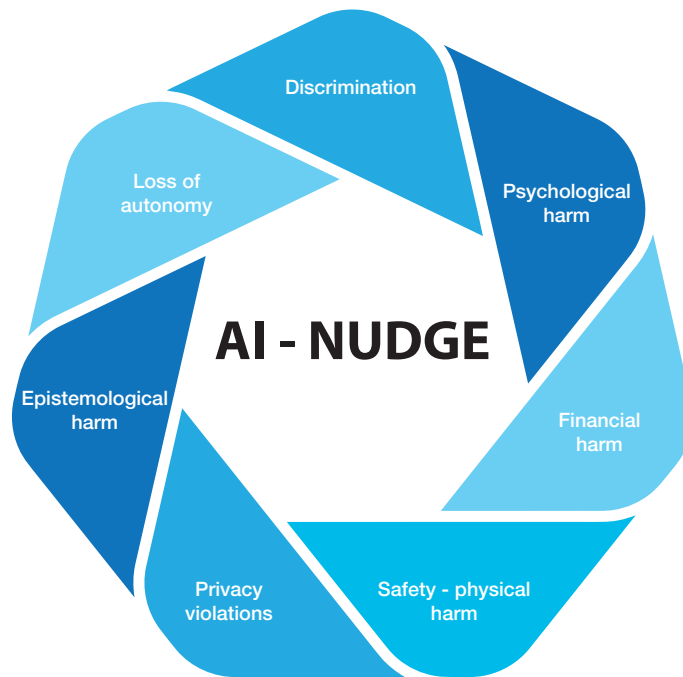 Discrimination
Psychological
harm
Financial
harm
Safety - physical
harm
Privacy
violations
Epistemological
harm
Loss of
autonomy
AI - NUDGE